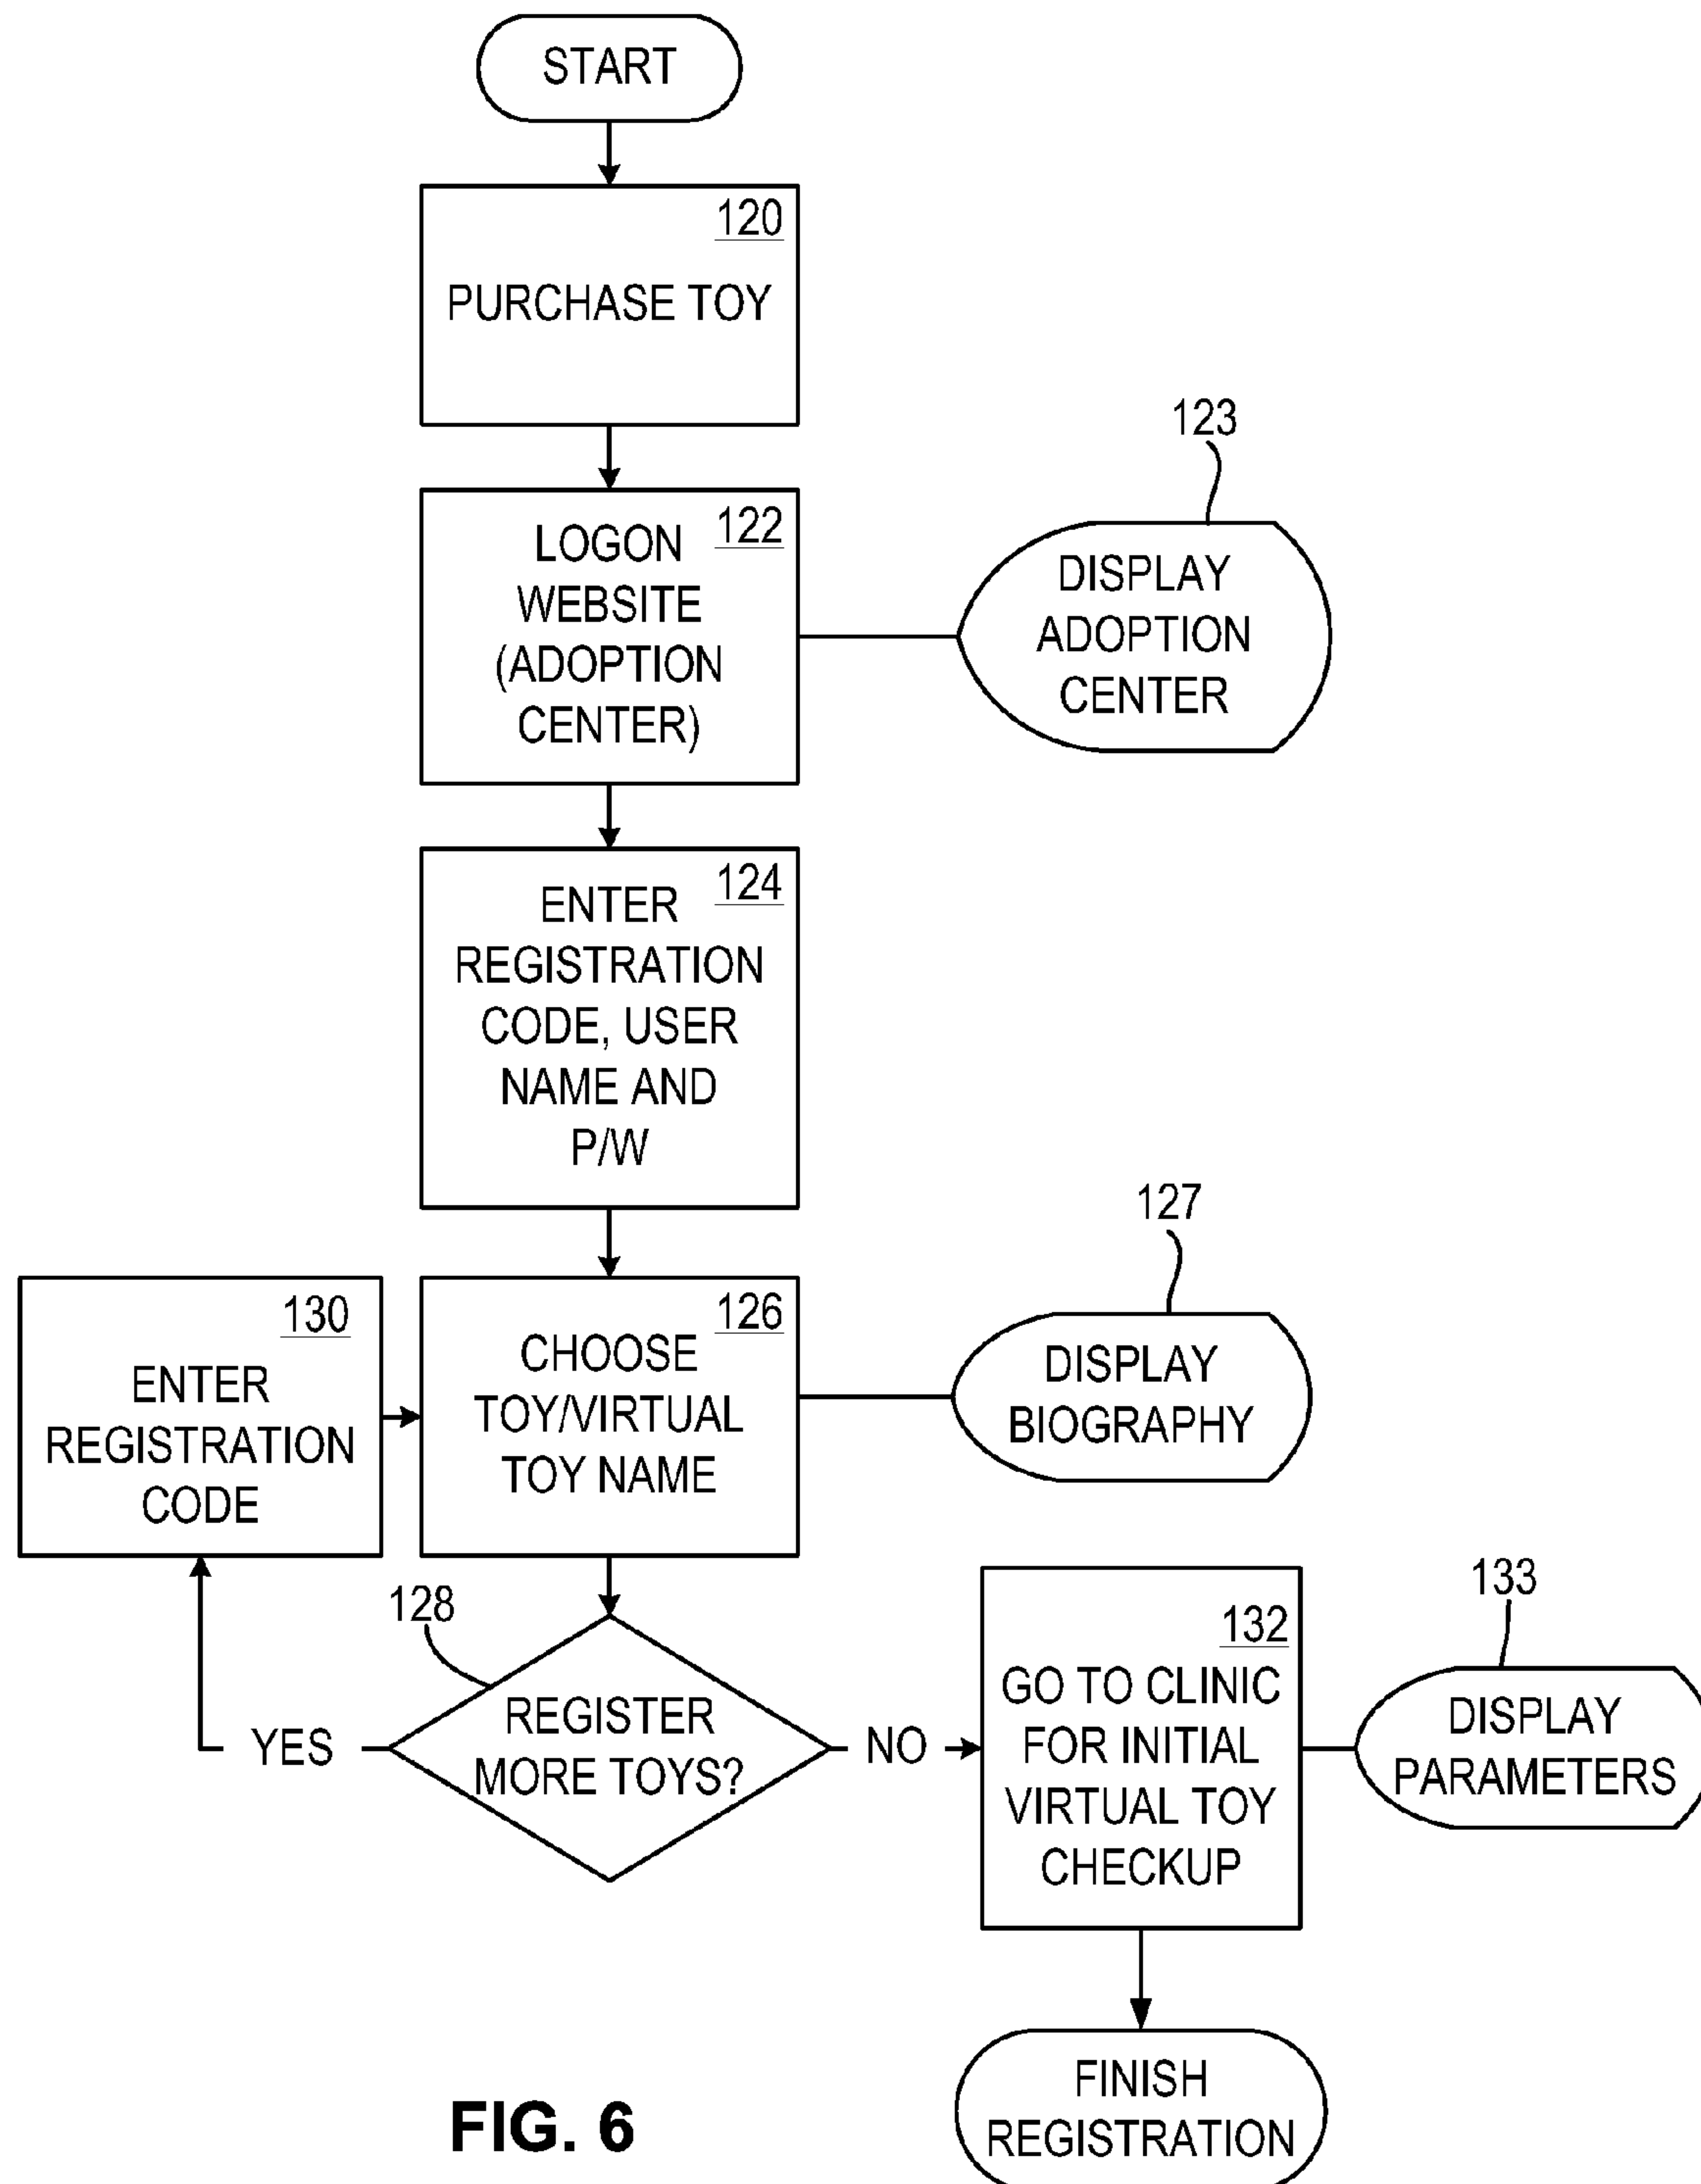 START
120
PURCHASE TOY
123
122
LOGON
WEBSITE
(ADOPTION
CENTER)
DISPLAY
ADOPTION
CENTER
124
ENTER
REGISTRATION
CODE, USER
NAME AND
P/W
127
130
ENTER
REGISTRATION
CODE
126
CHOOSE
TOY/VIRTUAL
TOY NAME
DISPLAY
BIOGRAPHY
128
REGISTER
MORE TOYS?
YES
NO
132
GO TO CLINIC
FOR INITIAL
VIRTUAL TOY
CHECKUP
133
DISPLAY
PARAMETERS
FINISH
REGISTRATION
FIG. 6